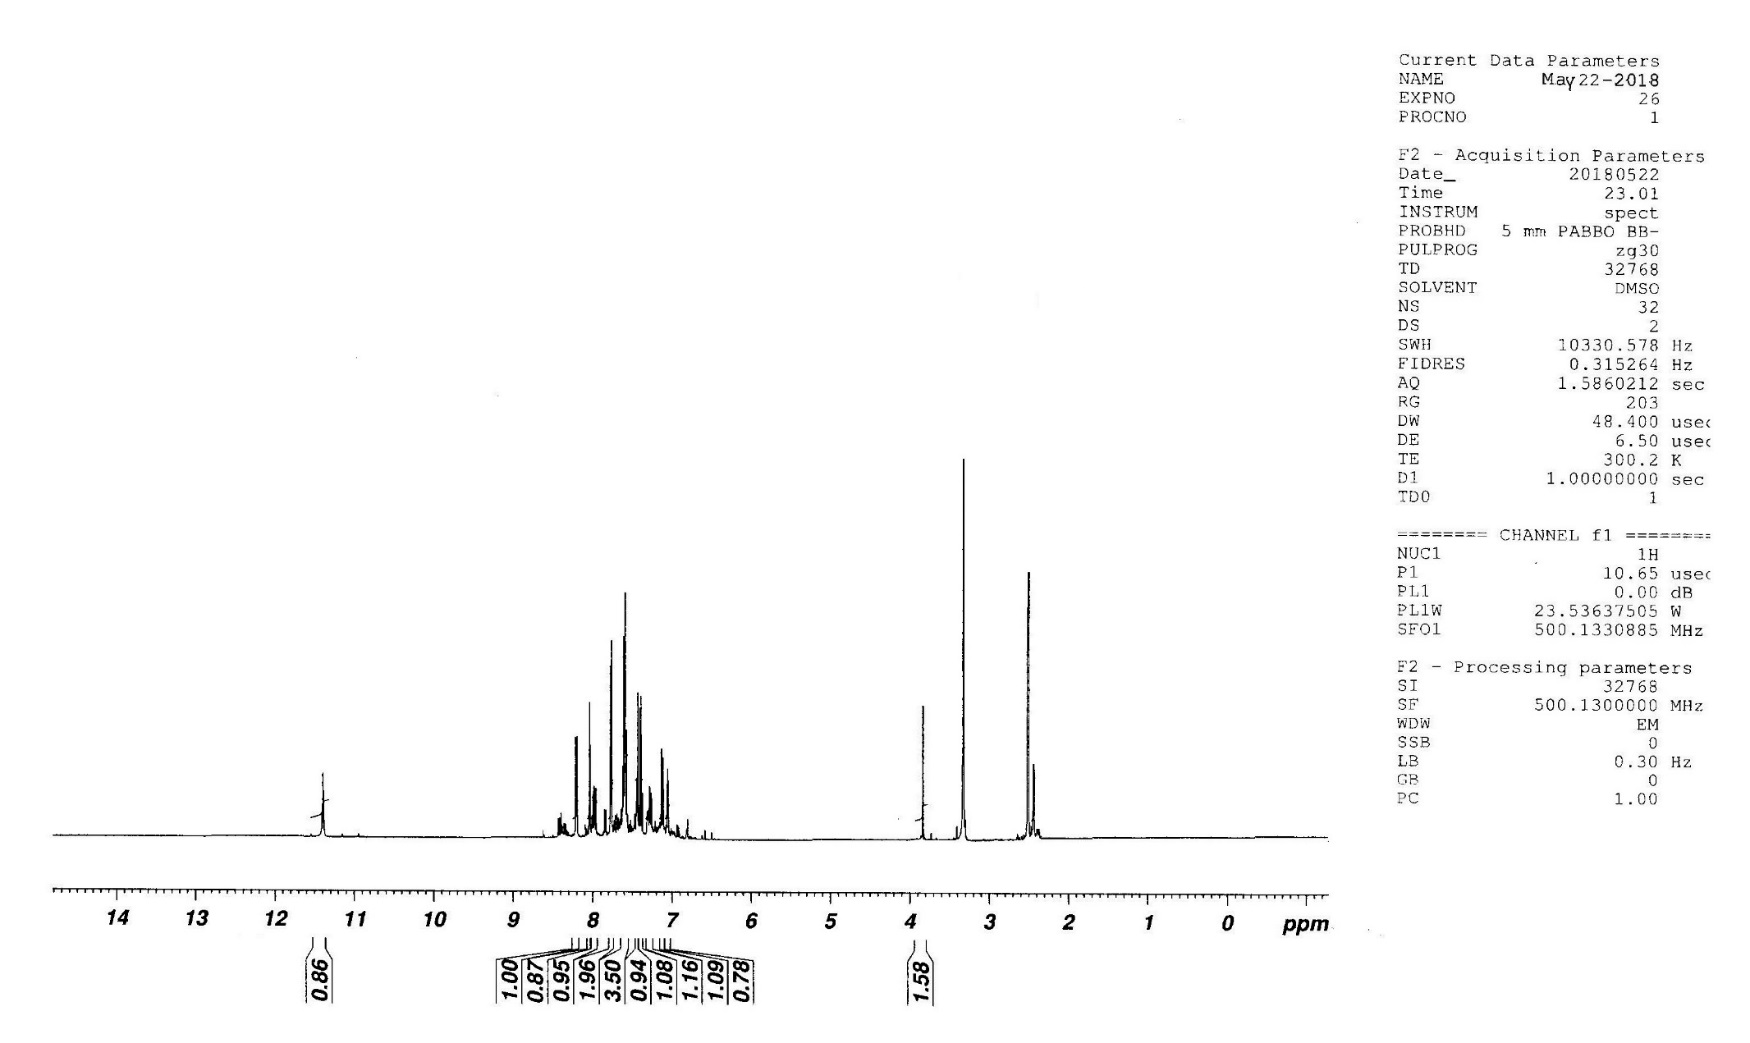 Current Data Parameters
NAME May22-2018
EXPNO 26
PROCNO 1
F2 - Acquisition Parameters
Date_ 20180522
Time 23.01
INSTRUM spect
PROBHD 5 mm PABBO BB-
PULPROG zg30
TD 32768
SOLVENT DMSO
NS 32
DS 2
SWH 10330.578 Hz
FIDRES 0.315264 Hz
AQ 1.5860212 sec
RG 203
DW 48.400 usec
DE 6.50 usec
TE 300.2 K
D1 1.00000000 sec
TD0 1
======== CHANNEL f1 ========
NUC1 1H
P1 10.65 usec
PL1 0.00 dB
PL1W 23.53637505 W
SFO1 500.1330885 MHz
F2 - Processing parameters
SI 32768
SF 500.1300000 MHz
WDW EM
SSB 0
LB 0.30 Hz
GB 0
PC 1.00
14 13 12 11 10 9 8 7 6 5 4 3 2 1 0 ppm
0.86 1.00 0.87 0.95 1.96 3.50 0.94 1.08 1.16 1.09 0.78 1.58